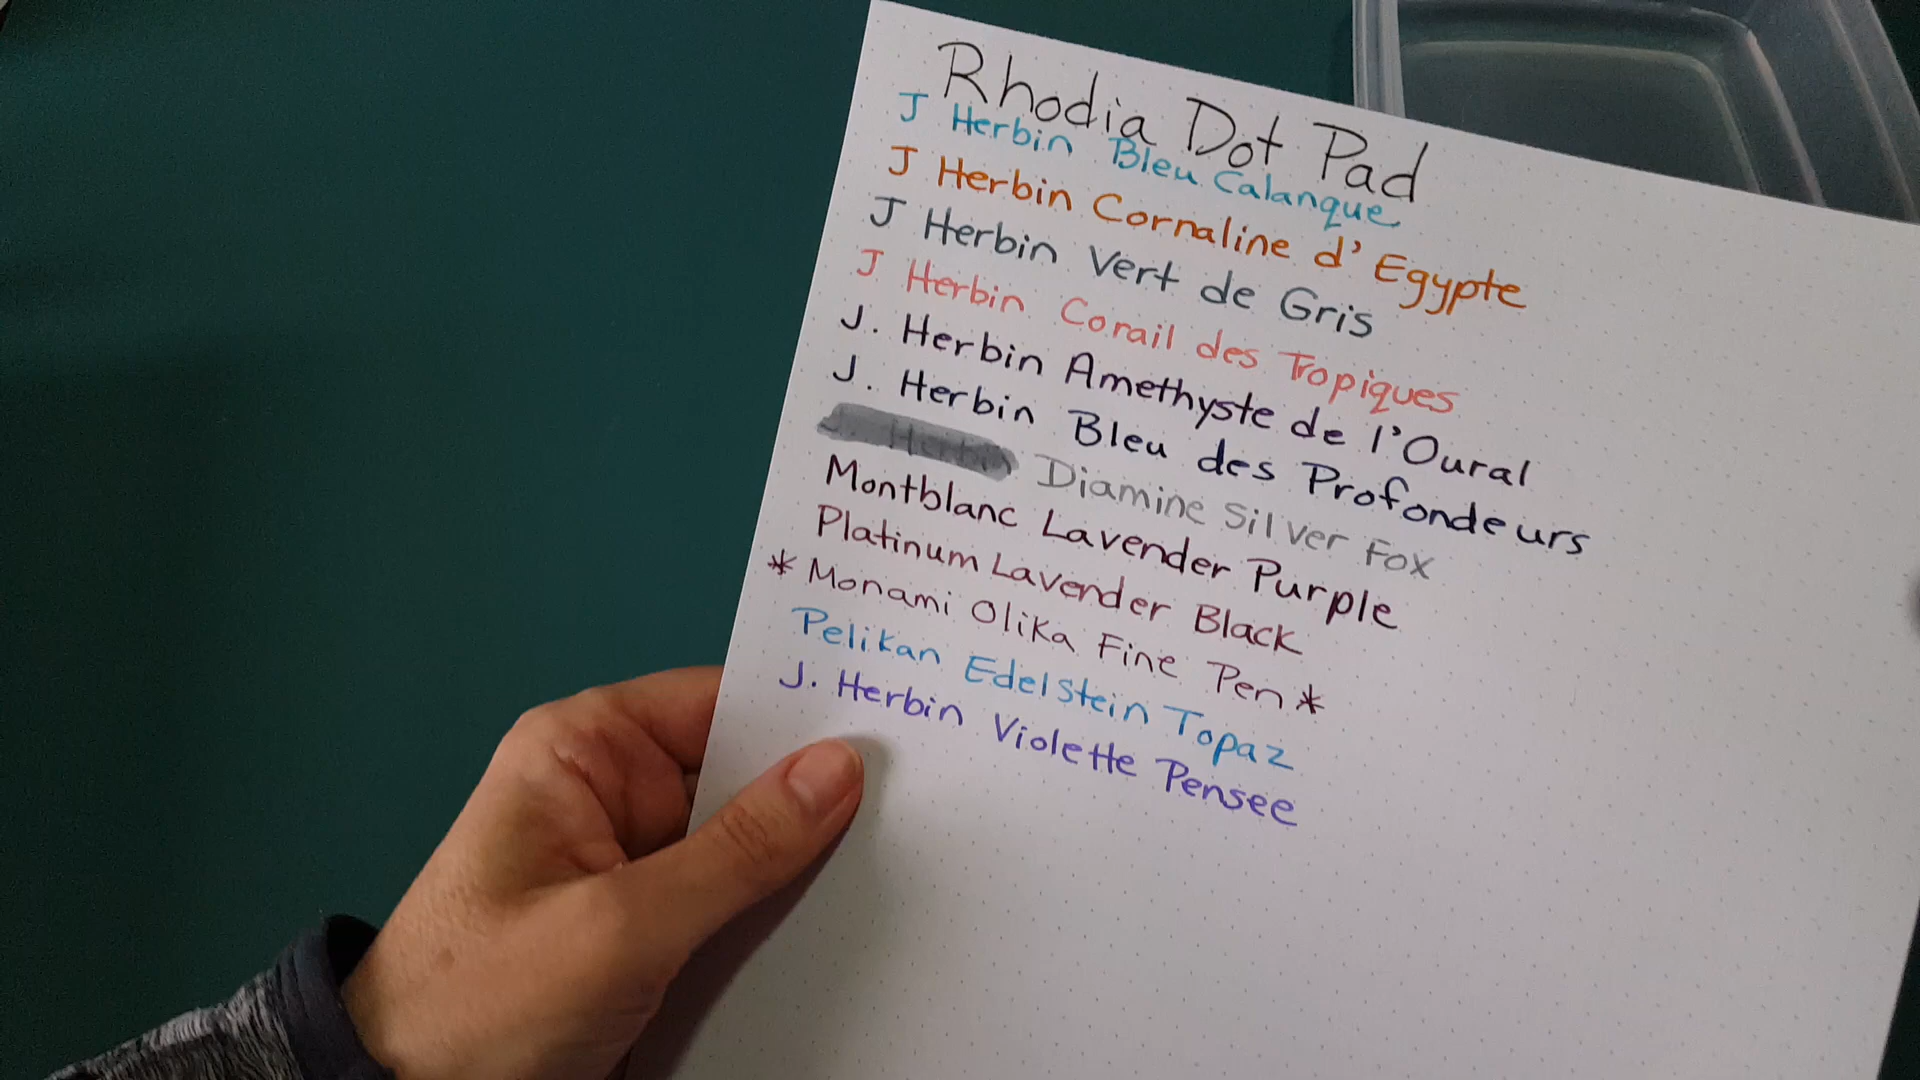 Rhodia Dot Pad
J Herbin Bleu Calanque
J Herbin Cornaline d'Egypte
J Herbin Vert de Gris
J Herbin Corail des Tropiques
J. Herbin Amethyste de l'Oural
J. Herbin Bleu des Profondeurs
J. Herbin Diamine Silver Fox
Montblanc Lavender Purple
Platinum Lavender Black
* Monami Olika Fine Pen *
Pelikan Edelstein Topaz
J. Herbin Violette Pensee